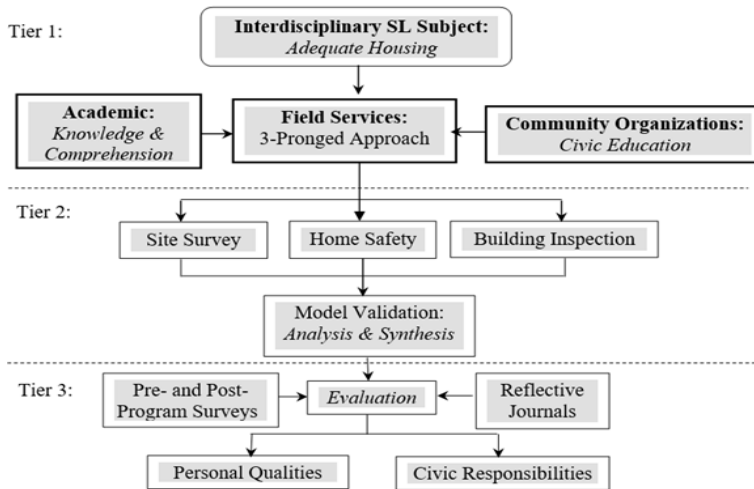 Tier 1:
Interdisciplinary SL Subject:
Adequate Housing
Academic:
Knowledge &
Comprehension
Field Services:
3-Pronged Approach
Community Organizations:
Civic Education
Tier 2:
Site Survey
Home Safety
Building Inspection
Model Validation:
Analysis & Synthesis
Tier 3:
Pre- and Post-
Program Surveys
Evaluation
Reflective
Journals
Personal Qualities
Civic Responsibilities